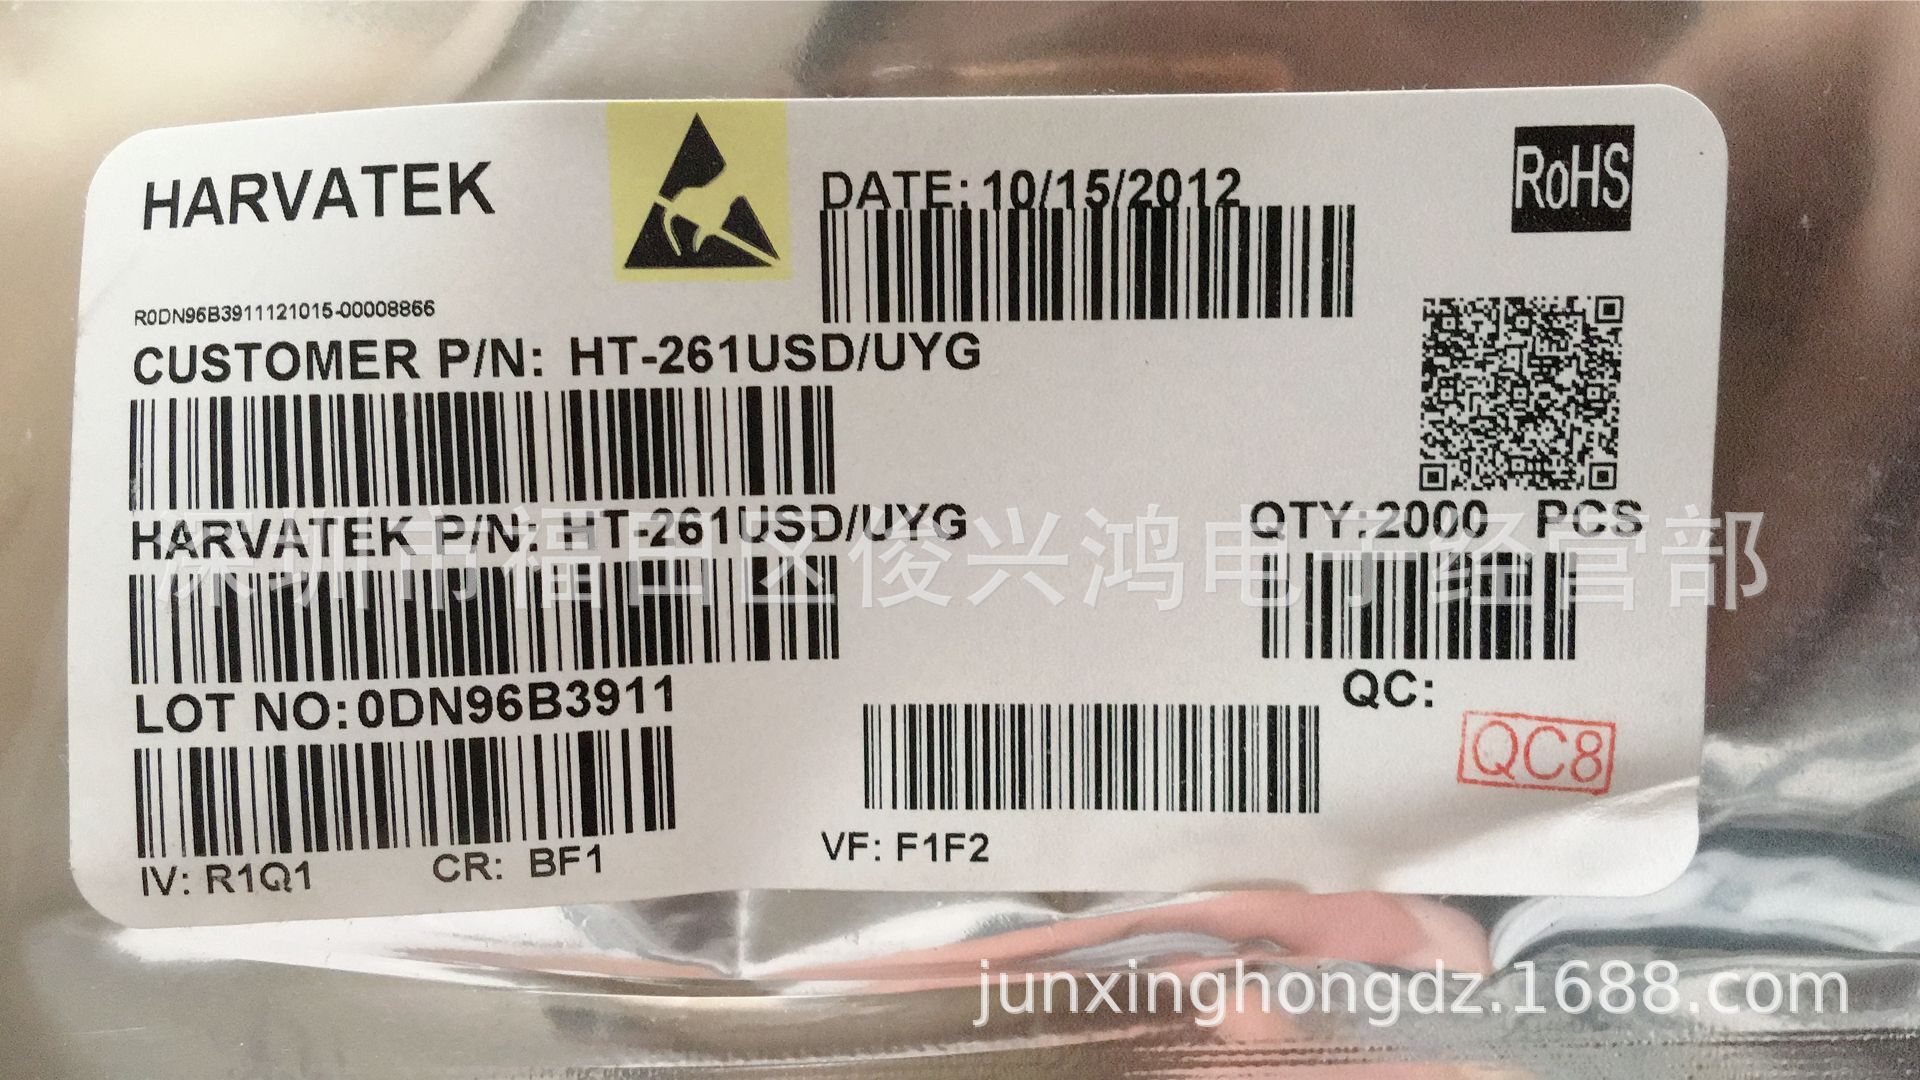 HARVATEK
DATE: 10/15/2012
RoHS
R0DN96B3911121015-00008866
CUSTOMER P/N: HT-261USD/UYG
HARVATEK P/N: HT-261USD/UYG
QTY:2000 PCS
深圳市福田区俊兴鸿电子经营部
LOT NO:0DN96B3911
QC:
QC8
IV: R1Q1 CR: BF1 VF: F1F2
junxinghongdz.1688.com